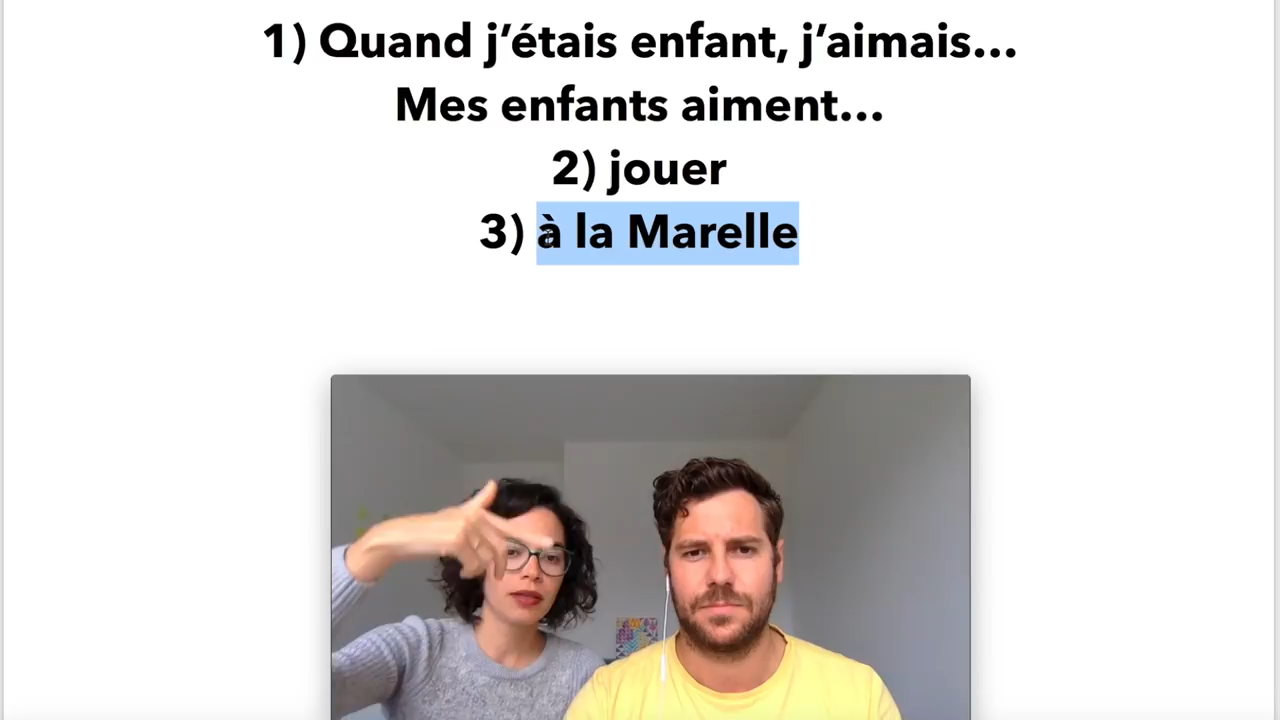 1) Quand j’étais enfant, j’aimais...
Mes enfants aiment...
2) jouer
3) à la Marelle